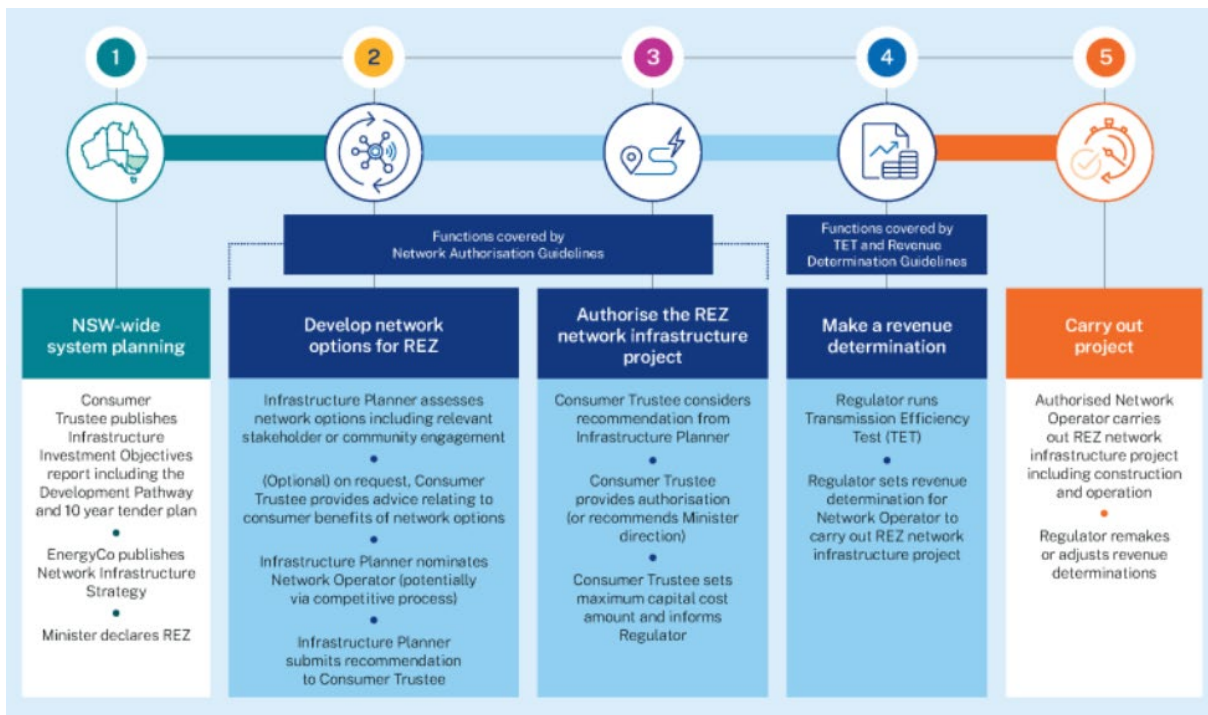 1
2
3
4
5
Functions covered by
Network Authorisation Guidelines
Functions covered by
TET and Revenue
Determination Guidelines
NSW-wide
system planning
Consumer
Trustee publishes
Infrastructure
Investment Objectives
report including the
Development Pathway
and 10 year tender plan
EnergyCo publishes
Network Infrastructure
Strategy
Minister declares REZ
Develop network
options for REZ
Infrastructure Planner assesses
network options including relevant
stakeholder or community engagement
(Optional) on request, Consumer
Trustee provides advice relating to
consumer benefits of network options
Infrastructure Planner nominates
Network Operator (potentially
via competitive process)
Infrastructure Planner
submits recommendation
to Consumer Trustee
Authorise the REZ
network infrastructure
project
Consumer Trustee considers
recommendation from
Infrastructure Planner
Consumer Trustee
provides authorisation
(or recommends Minister
direction)
Consumer Trustee sets
maximum capital cost
amount and informs
Regulator
Make a revenue
determination
Regulator runs
Transmission Efficiency
Test (TET)
Regulator sets revenue
determination for
Network Operator to
carry out REZ network
infrastructure project
Carry out
project
Authorised Network
Operator carries
out REZ network
infrastructure project
including construction
and operation
Regulator remakes
or adjusts revenue
determinations